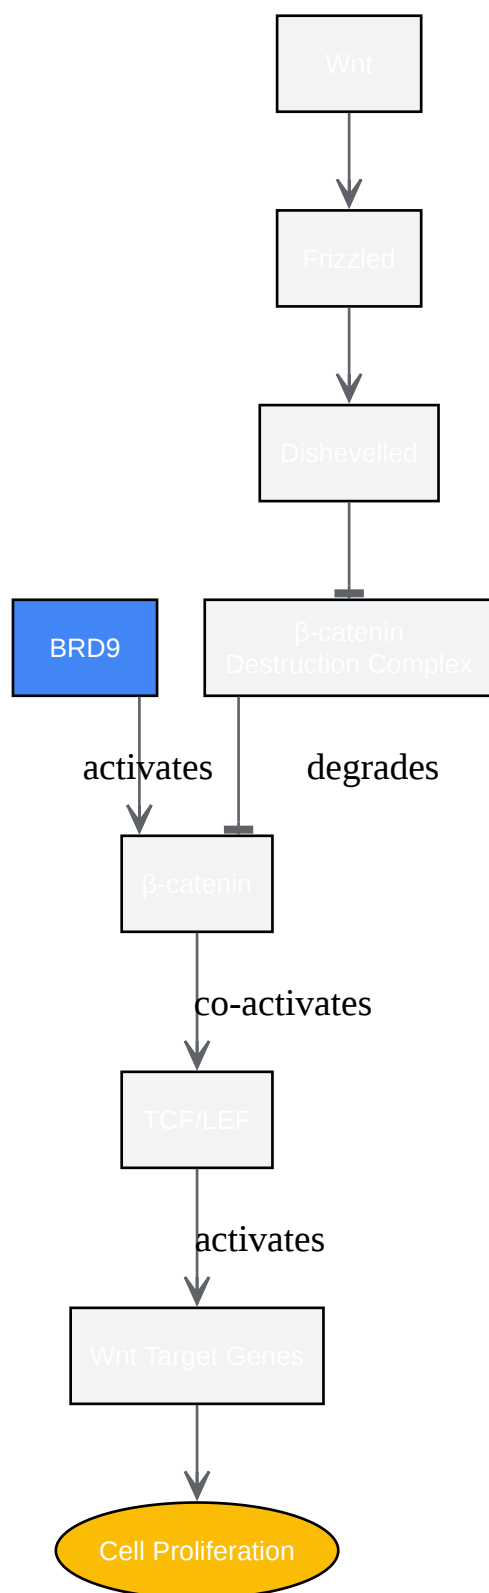 Wnt
Frizzled
Dishevelled
BRD9
β-catenin
Destruction Complex
activates
degrades
β-catenin
co-activates
TCF/LEF
activates
Wnt Target Genes
Cell Proliferation